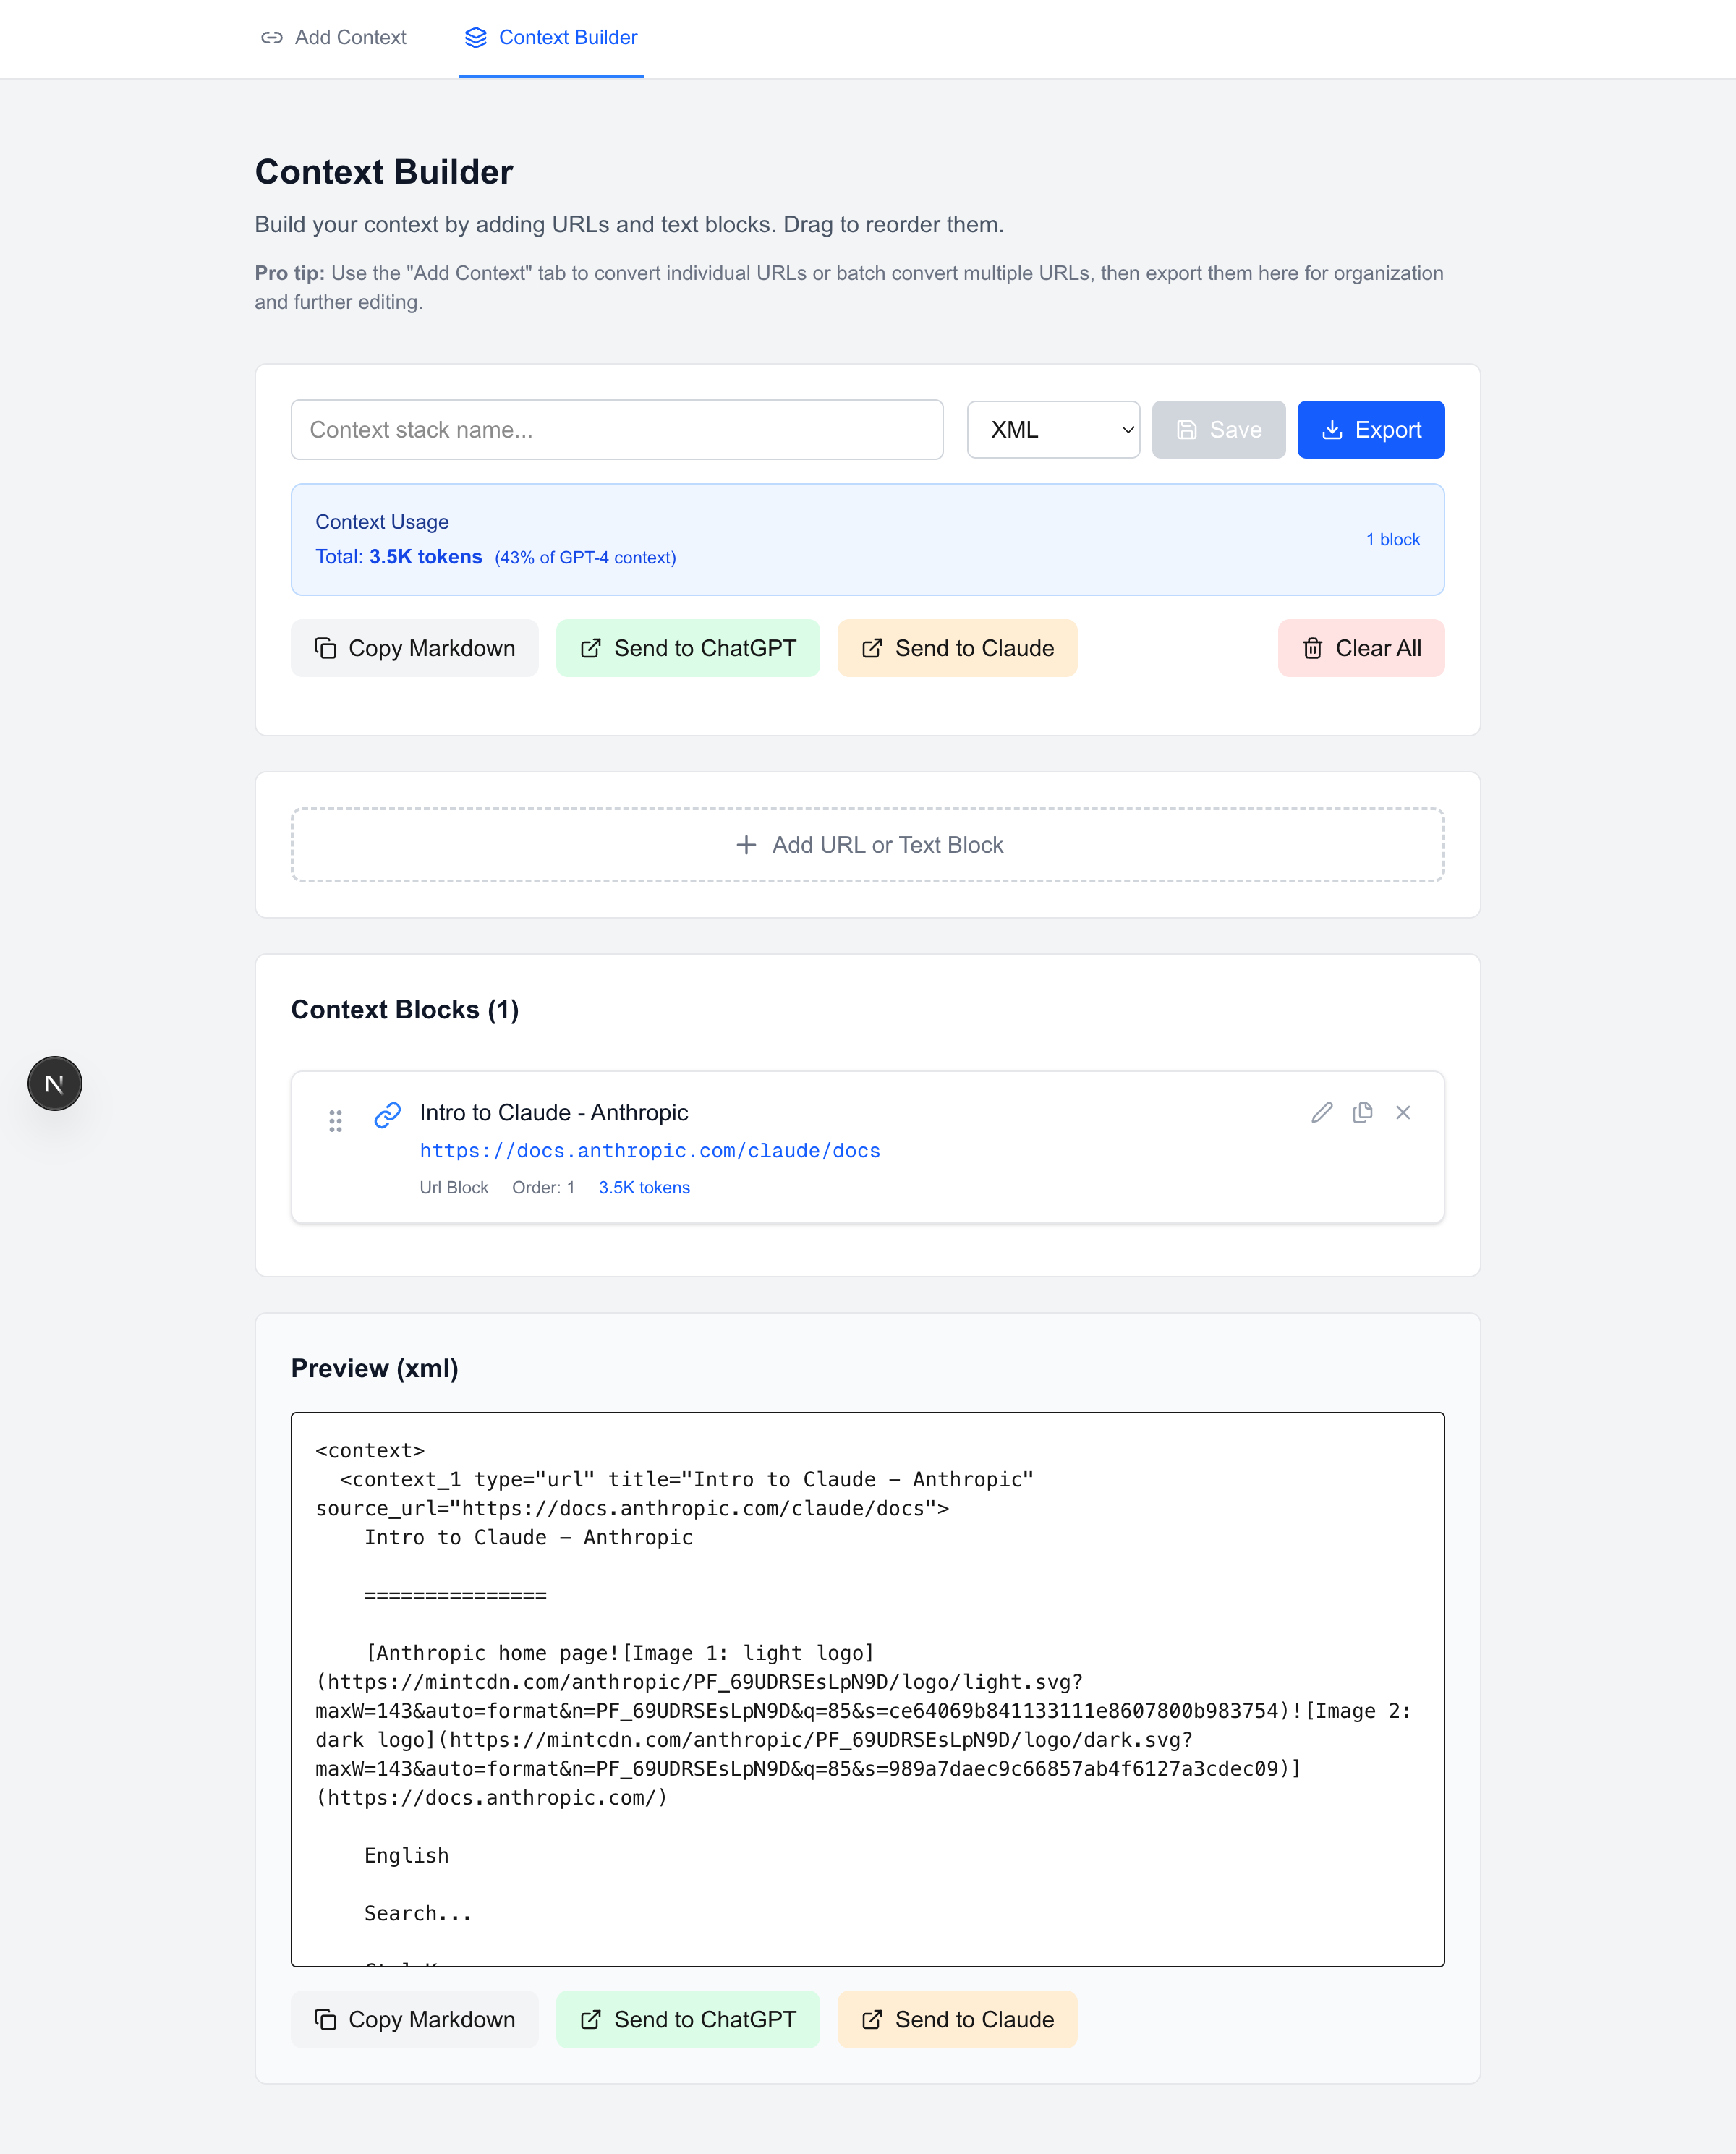 Add Context
Context Builder
Context Builder
Build your context by adding URLs and text blocks. Drag to reorder them.
Pro tip: Use the "Add Context" tab to convert individual URLs or batch convert multiple URLs, then export them here for organization
and further editing.
Context stack name...
XML
Save
Export
Context Usage
Total: 3.5K tokens (43% of GPT-4 context)
1 block
Copy Markdown
Send to ChatGPT
Send to Claude
Clear All
Add URL or Text Block
Context Blocks (1)
N
Intro to Claude - Anthropic
https://docs.anthropic.com/claude/docs
Url Block Order: 1 3.5K tokens
Preview (xml)
<context>
  <context_1 type="url" title="Intro to Claude - Anthropic"
source_url="https://docs.anthropic.com/claude/docs">
    Intro to Claude - Anthropic
    ===============
    [Anthropic home page![Image 1: light logo]
(https://mintcdn.com/anthropic/PF_69UDRSEsLpN9D/logo/light.svg?
maxW=143&auto=format&n=PF_69UDRSEsLpN9D&q=85&s=ce64069b841133111e8607800b983754)![Image 2:
dark logo](https://mintcdn.com/anthropic/PF_69UDRSEsLpN9D/logo/dark.svg?
maxW=143&auto=format&n=PF_69UDRSEsLpN9D&q=85&s=989a7daec9c66857ab4f6127a3cdec09)]
(https://docs.anthropic.com/)
    English
    Search...
Copy Markdown
Send to ChatGPT
Send to Claude